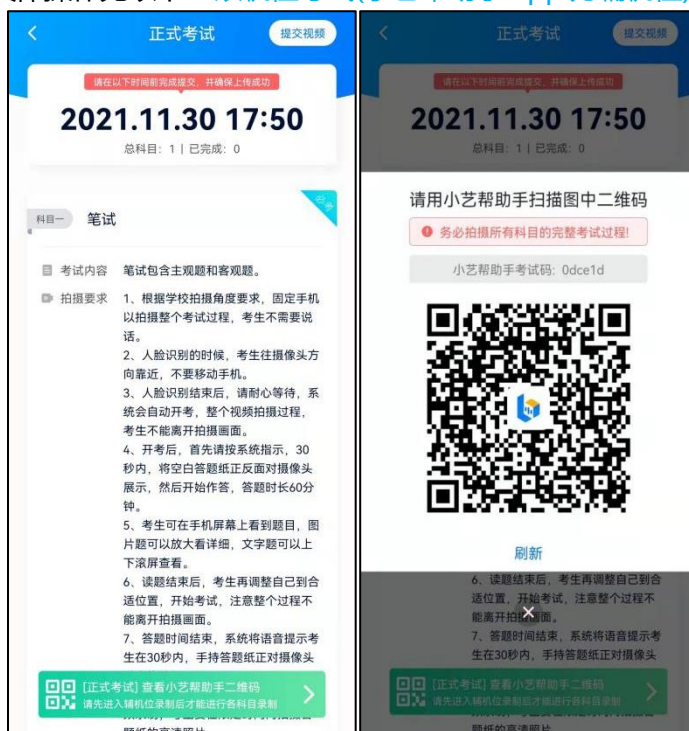 正式考试
提交视频
请在以下时间前完成提交，并确保上传成功
2021.11.30 17:50
总科目：1 | 已完成：0
科目一
笔试
必考
考试内容
笔试包含主观题和客观题。
拍摄要求
1、根据学校拍摄角度要求，固定手机
以拍摄整个考试过程，考生不需要说
话。
2、人脸识别的时候，考生往摄像头方
向靠近，不要移动手机。
3、人脸识别结束后，请耐心等待，系
统会自动开考，整个视频拍摄过程，
考生不能离开拍摄画面。
4、开考后，首先请按系统指示，30
秒内，将空白答题纸正反面对摄像头
展示，然后开始作答，答题时长60分
钟。
5、考生可在手机屏幕上看到题目，图
片题可以放大看详细，文字题可以上
下滚屏查看。
6、读题结束后，考生再调整自己到合
适位置，开始考试，注意整个过程不
能离开拍摄画面。
7、答题时间结束，系统将语音提示考
生在30秒内，手持答题纸正对摄像头
[正式考试] 查看小艺帮助手二维码
请先进入辅机位录制后才能进行各科目录制
正式考试
提交视频
请在以下时间前完成提交，并确保上传成功
2021.11.30 17:50
总科目：1 | 已完成：0
请用小艺帮助手扫描图中二维码
务必拍摄所有科目的完整考试过程!
小艺帮助手考试码：0dce1d
刷新
6、读题结束后，考生再调整自己到合
适位置，开始考试，注意整个过程不
能离开拍摄画面。
7、答题时间结束，系统将语音提示考
生在30秒内，手持答题纸正对摄像头
[正式考试] 查看小艺帮助手二维码
请先进入辅机位录制后才能进行各科目录制